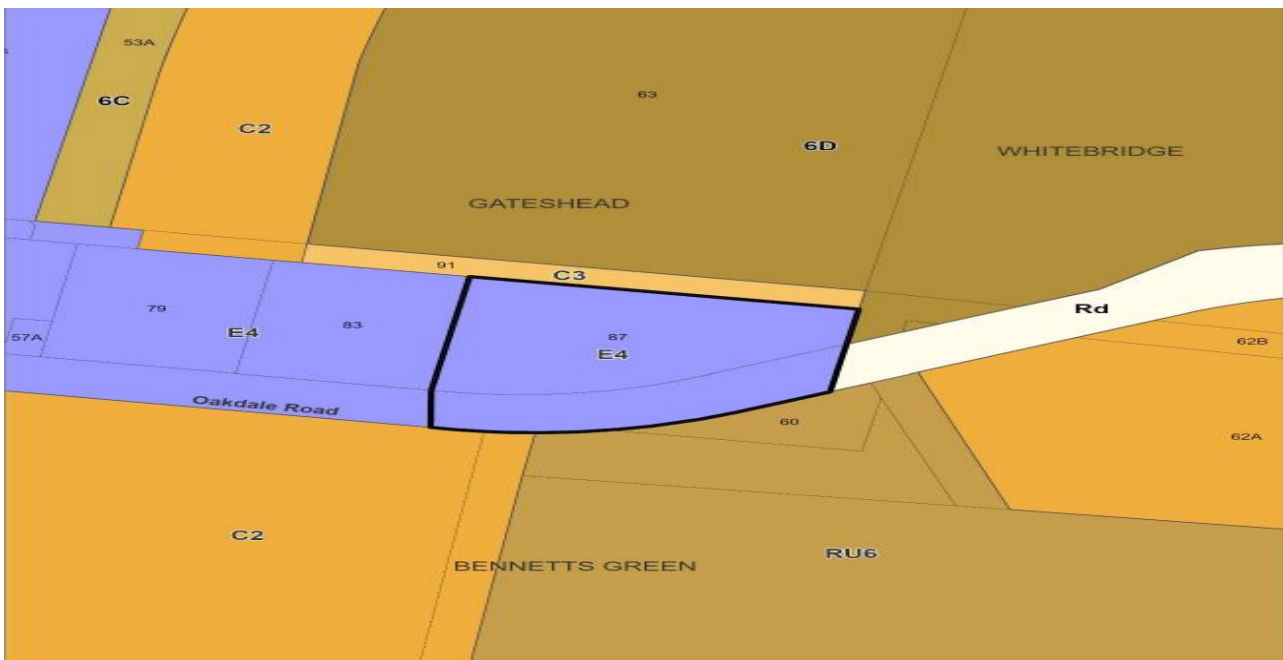 53A
6C
C2
63
6D
WHITEBRIDGE
GATESHEAD
91
C3
79
83
87
E4
E4
57A
Rd
62B
Oakdale Road
60
62A
C2
RU6
BENNETTS GREEN